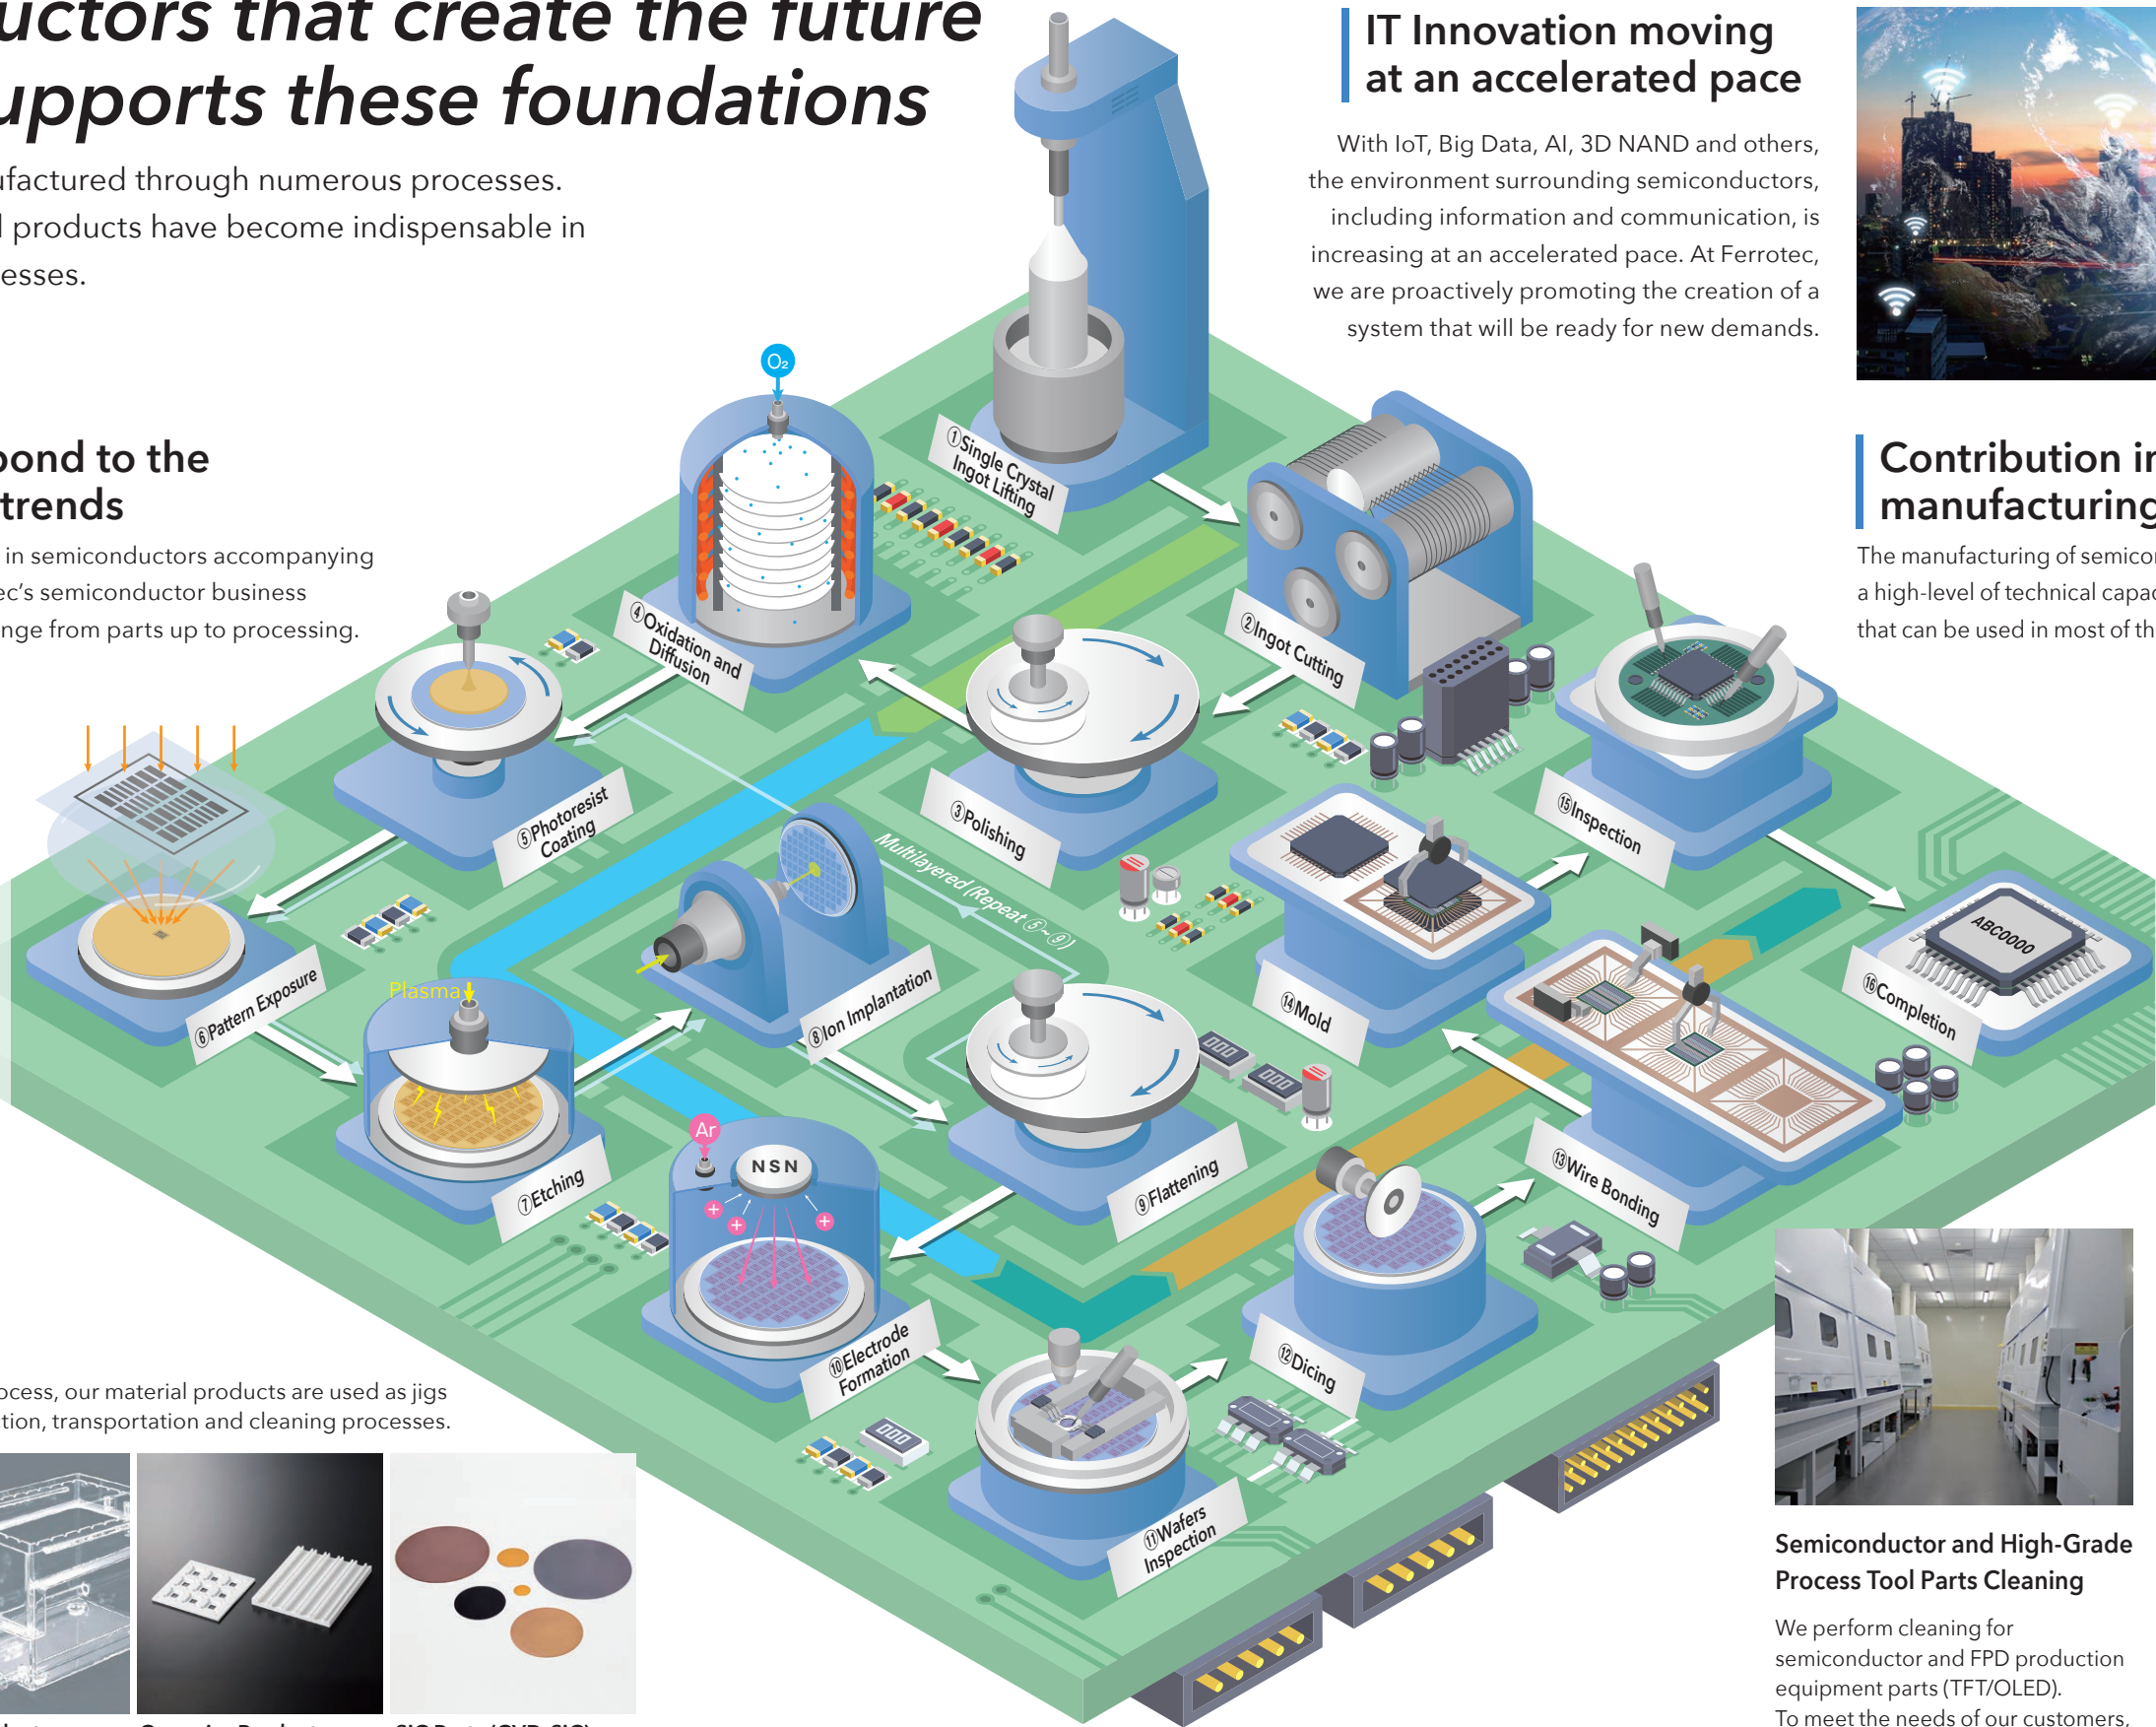 uctors that create the future
upports these foundations
ufactured through numerous processes.
products have become indispensable in
esses.
IT Innovation moving
at an accelerated pace
With IoT, Big Data, AI, 3D NAND and others,
the environment surrounding semiconductors,
including information and communication, is
increasing at an accelerated pace. At Ferrotec,
we are proactively promoting the creation of a
system that will be ready for new demands.
pond to the
trends
in semiconductors accompanying
ec's semiconductor business
nge from parts up to processing.
Contribution in
manufacturing
The manufacturing of semicon
a high-level of technical capac
that can be used in most of th
O₂
①Single Crystal
Ingot Lifting
②Ingot Cutting
③Polishing
④Oxidation and
Diffusion
⑤Photoresist
Coating
⑥Pattern Exposure
Plasma
⑦Etching
⑧Ion Implantation
Multilayered (Repeat ⑤~⑨)
⑨Flattening
000
000
Ar
NSN
+
+
+
⑩Electrode
Formation
000
⑪Wafers
Inspection
⑫Dicing
⑬Wire Bonding
⑭Mold
⑮Inspection
ABC0000
⑯Completion
ocess, our material products are used as jigs
ction, transportation and cleaning processes.
Semiconductor and High-Grade
Process Tool Parts Cleaning
We perform cleaning for
semiconductor and FPD production
equipment parts (TFT/OLED).
To meet the needs of our customers,